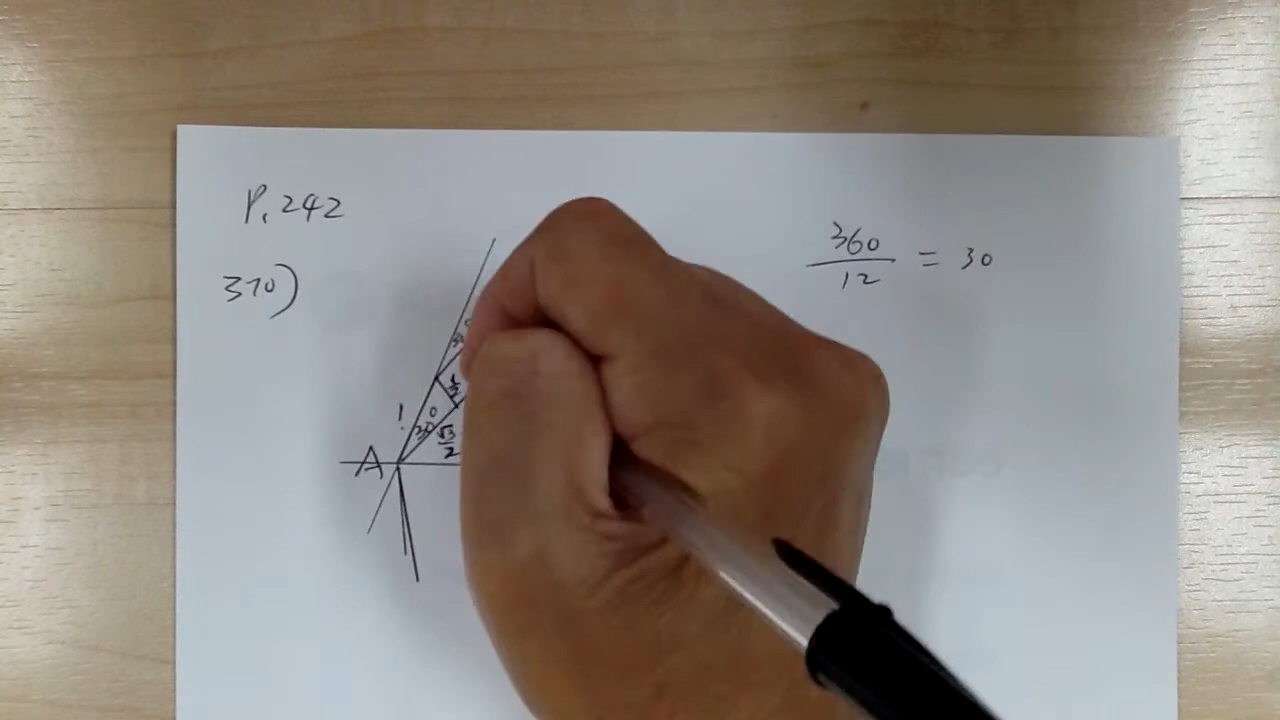 P. 242
370)
360/12 = 30
1
30°
√3/2
A